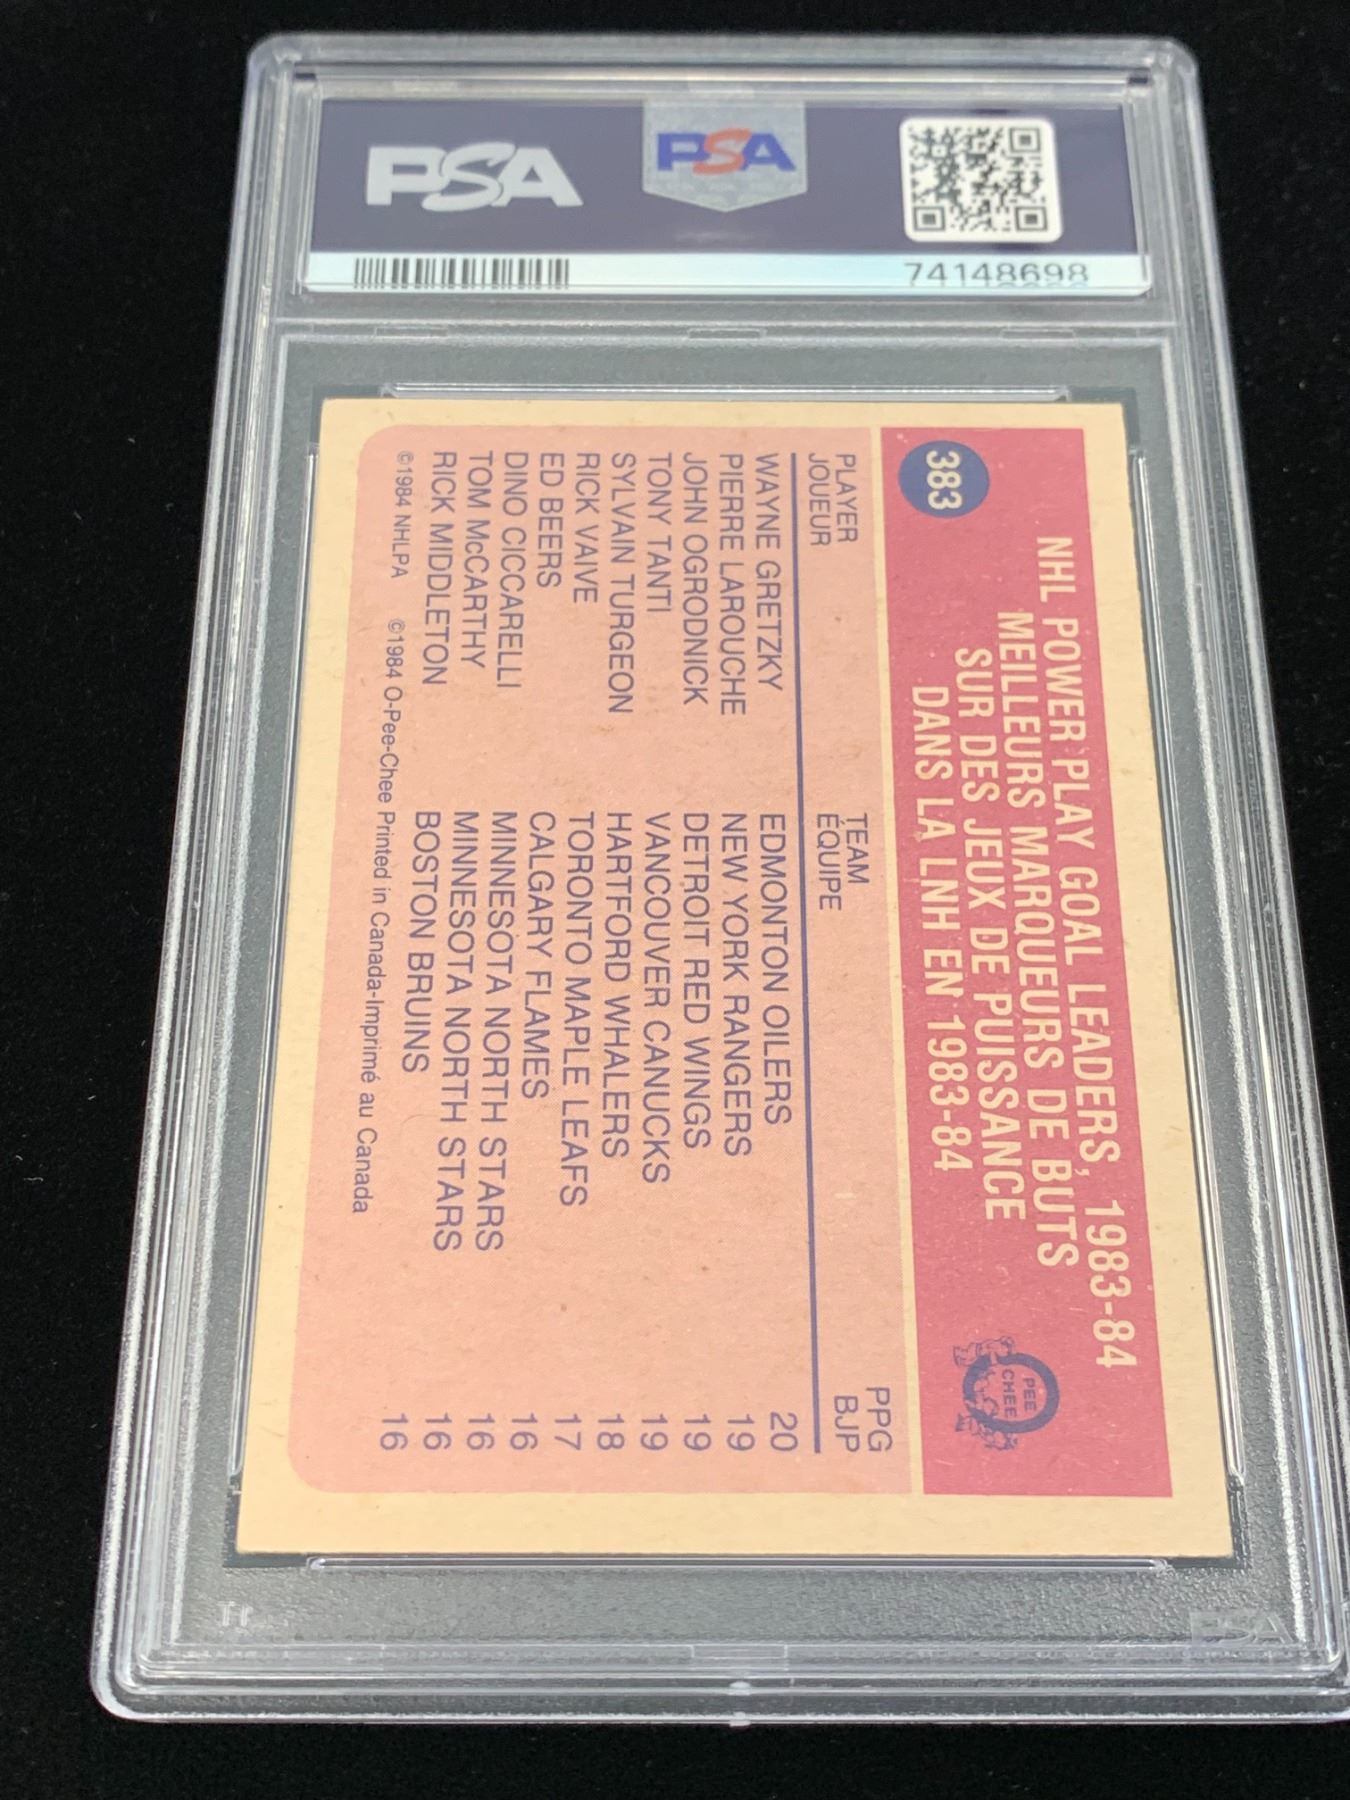 PSA
PSA
74148698
383
NHL POWER PLAY GOAL LEADERS, 1983-84
MEILLEURS MARQUEURS DE BUTS
SUR DES JEUX DE PUISSANCE
DANS LA LNH EN 1983-84
PEE
CHEE
PLAYER TEAM PPG
JOUEUR ÉQUIPE BJP
WAYNE GRETZKY EDMONTON OILERS 20
PIERRE LAROUCHE NEW YORK RANGERS 19
JOHN OGRODNICK DETROIT RED WINGS 19
TONY TANTI VANCOUVER CANUCKS 19
SYLVAIN TURGEON HARTFORD WHALERS 18
RICK VAIVE TORONTO MAPLE LEAFS 17
ED BEERS CALGARY FLAMES 16
DINO CICCARELLI MINNESOTA NORTH STARS 16
TOM McCARTHY MINNESOTA NORTH STARS 16
RICK MIDDLETON BOSTON BRUINS 16
©1984 NHLPA ©1984 O-Pee-Chee Printed in Canada-Imprimé au Canada
PSA